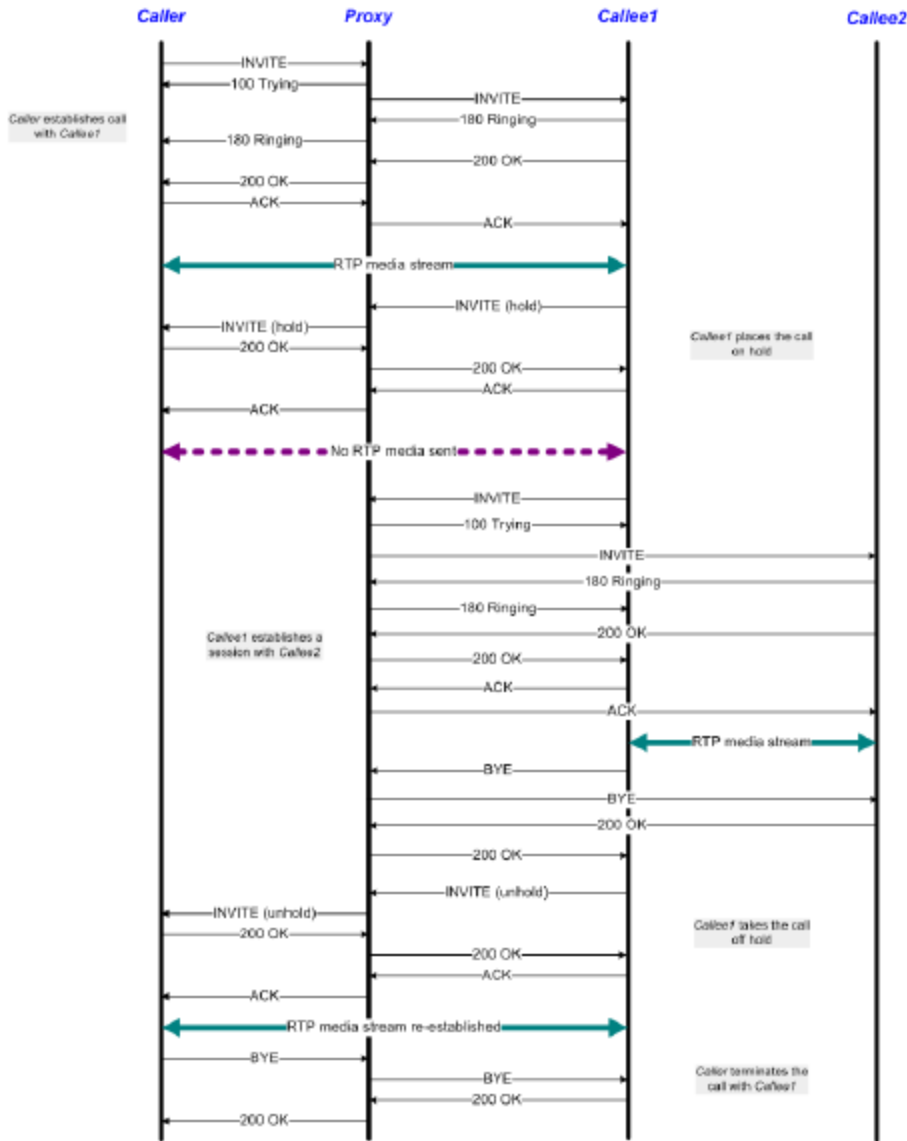 Caller Proxy Callee1 Callee2
INVITE
100 Trying
INVITE
Caller establishes call
with Callee1
180 Ringing
180 Ringing
200 OK
200 OK
ACK
ACK
RTP media stream
INVITE (hold)
INVITE (hold)
Callee1 places the call
on hold
200 OK
200 OK
ACK
ACK
No RTP media sent
INVITE
100 Trying
INVITE
180 Ringing
180 Ringing
Callee1 establishes a
session with Callee2
200 OK
200 OK
ACK
ACK
RTP media stream
BYE
BYE
200 OK
200 OK
INVITE (unhold)
INVITE (unhold)
Callee1 takes the call
off hold
200 OK
200 OK
ACK
ACK
RTP media stream re-established
BYE
BYE
Caller terminates the
call with Callee1
200 OK
200 OK